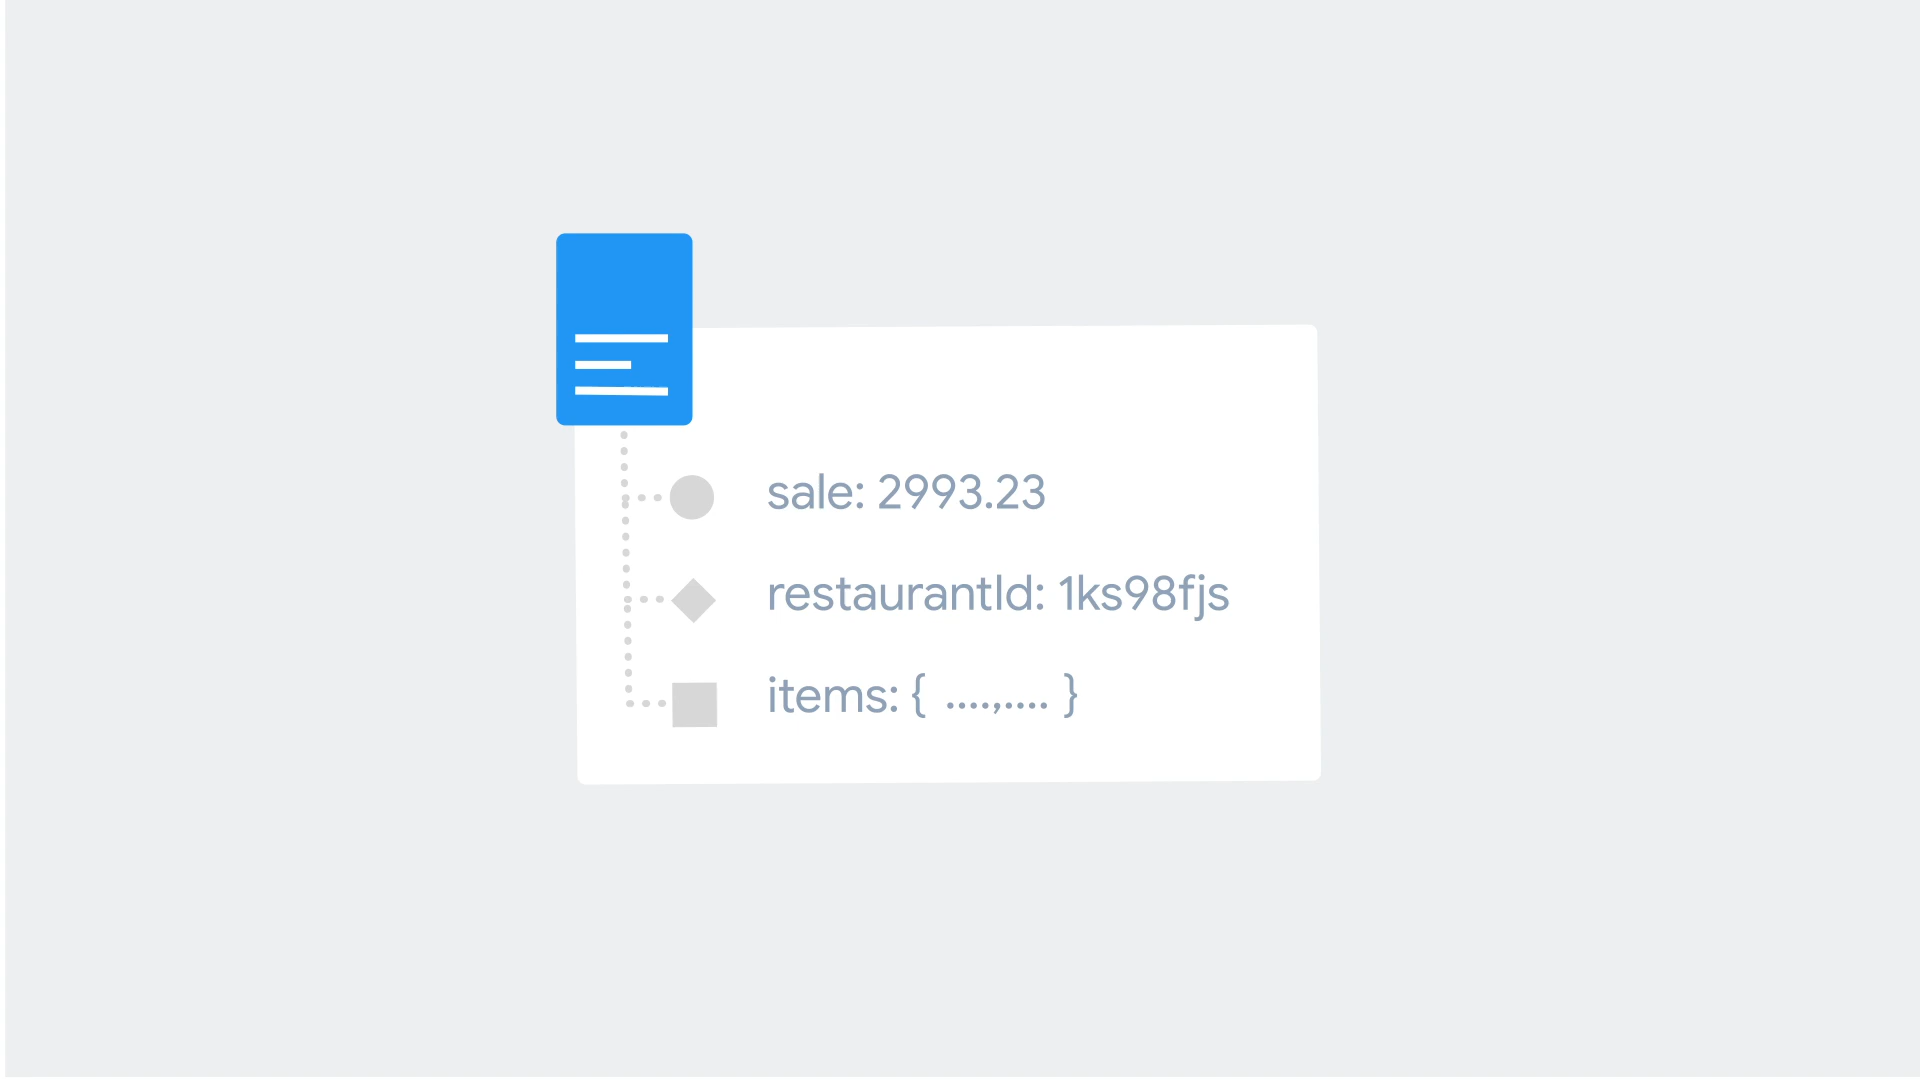 sale: 2993.23
restaurantId: 1ks98fjs
items: { ....,.... }